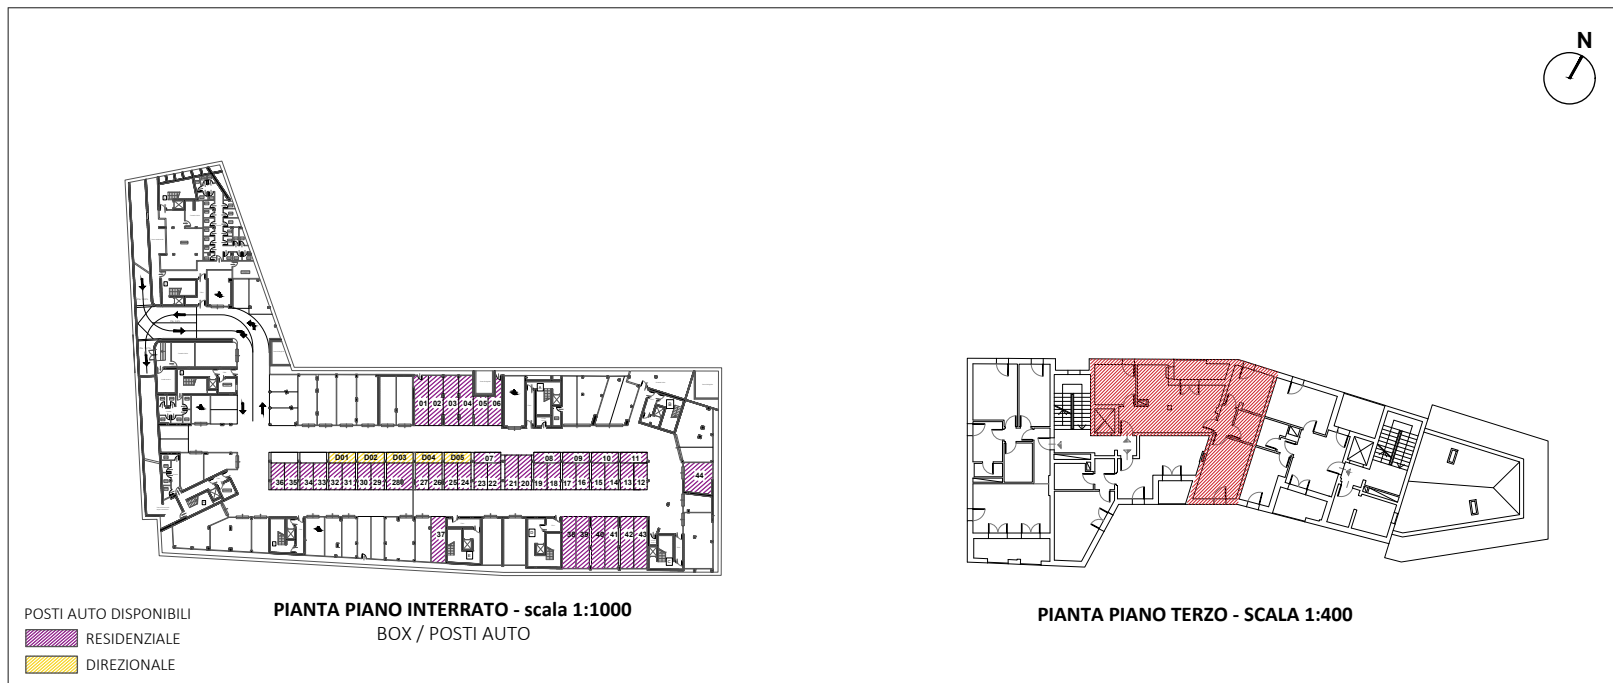 N
01 02 03 04 05 06
D01 D02 D03 D04 D05 07 08 09 10 11
36 35 34 33 32 31 30 29 28 27 26 25 24 23 22 21 20 19 18 17 16 15 14 13 12
44
37 38 39 40 41 42 43
PIANTA PIANO INTERRATO - scala 1:1000
BOX / POSTI AUTO
PIANTA PIANO TERZO - SCALA 1:400
POSTI AUTO DISPONIBILI
RESIDENZIALE
DIREZIONALE